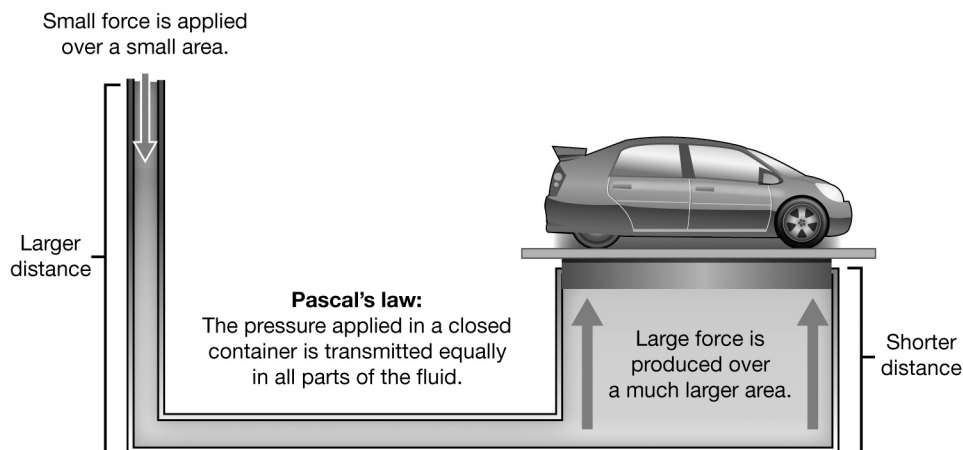 Small force is applied
over a small area.
Larger
distance
Pascal's law:
The pressure applied in a closed
container is transmitted equally
in all parts of the fluid.
Large force is
produced over
a much larger area.
Shorter
distance